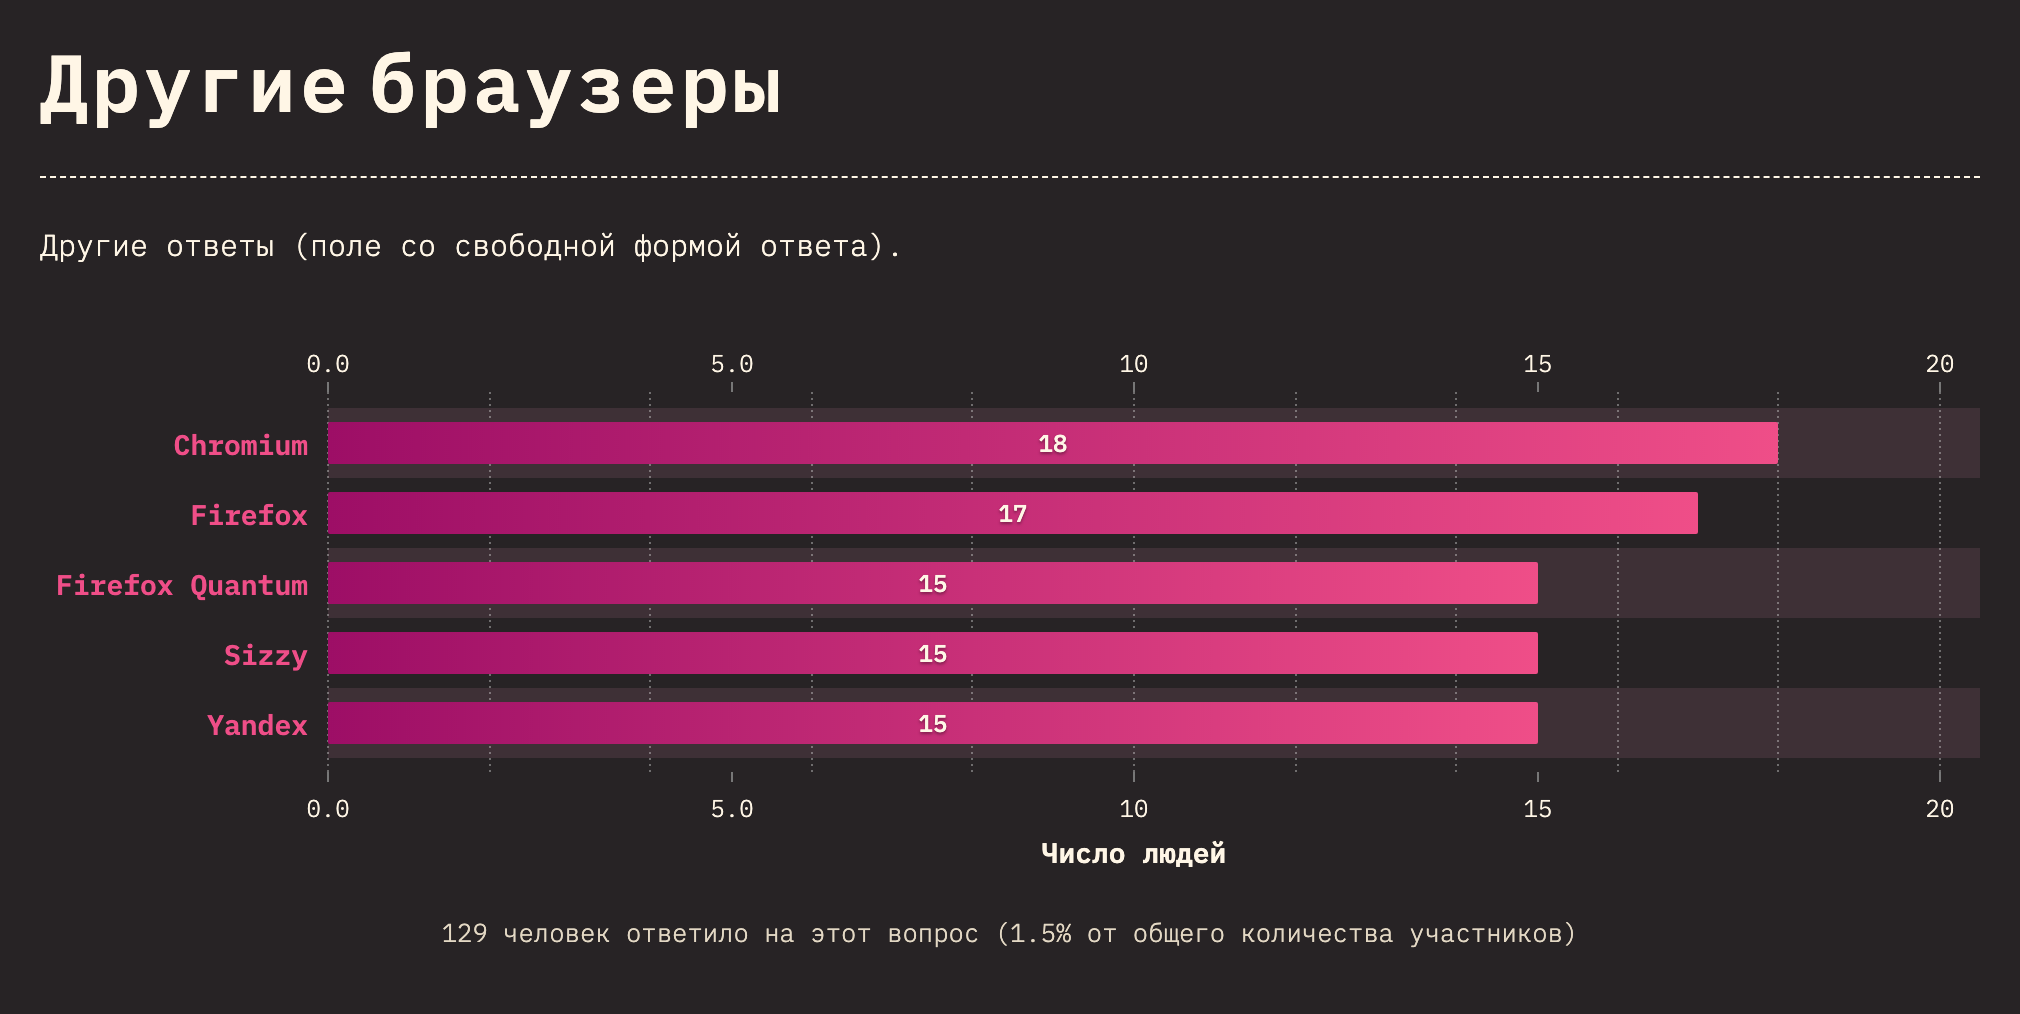 Другие браузеры
Другие ответы (поле со свободной формой ответа).
0.0 5.0 10 15 20
Chromium 18
Firefox 17
Firefox Quantum 15
Sizzy 15
Yandex 15
0.0 5.0 10 15 20
Число людей
129 человек ответило на этот вопрос (1.5% от общего количества участников)